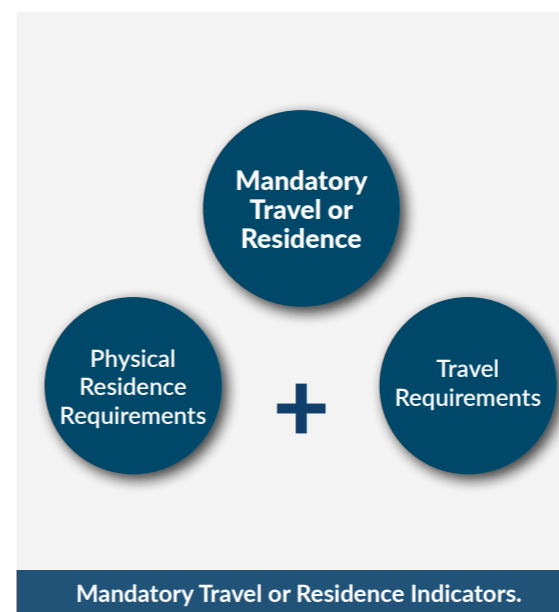 Mandatory
Travel or
Residence
Physical
Residence
Requirements
+
Travel
Requirements
Mandatory Travel or Residence Indicators.